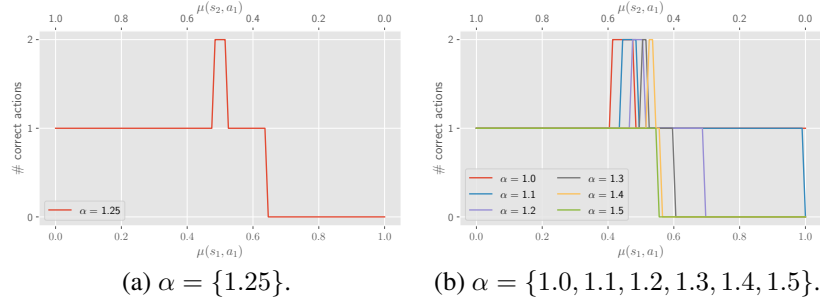 μ(s₂, a₁)
1.0 0.8 0.6 0.4 0.2 0.0
2
1
0
# correct actions
α = 1.25
0.0 0.2 0.4 0.6 0.8 1.0
μ(s₁, a₁)
(a) α = {1.25}.
μ(s₂, a₁)
1.0 0.8 0.6 0.4 0.2 0.0
2
1
0
# correct actions
α = 1.0 α = 1.3
α = 1.1 α = 1.4
α = 1.2 α = 1.5
0.0 0.2 0.4 0.6 0.8 1.0
μ(s₁, a₁)
(b) α = {1.0, 1.1, 1.2, 1.3, 1.4, 1.5}.